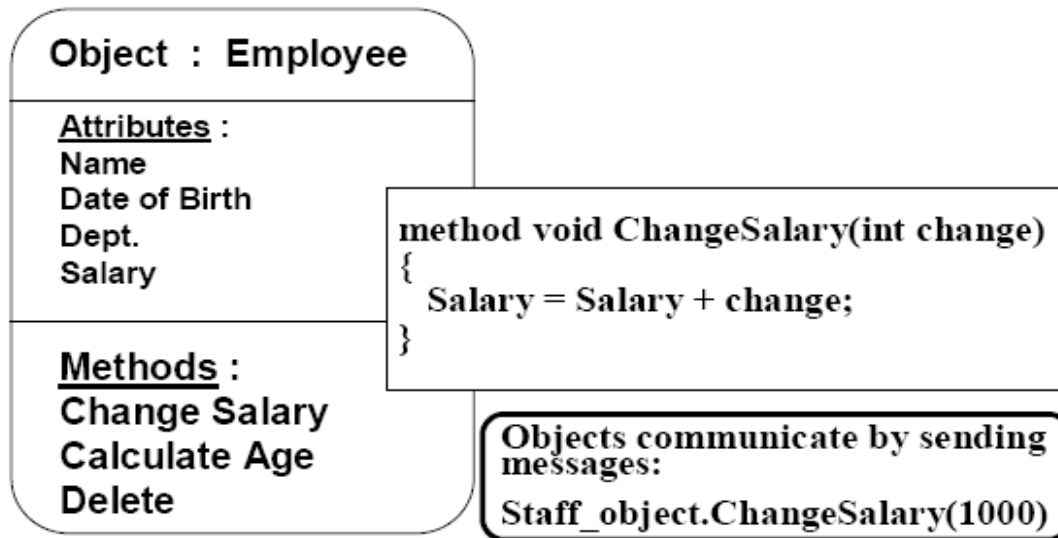 Object : Employee
Attributes :
Name
Date of Birth
Dept.
Salary
method void ChangeSalary(int change)
{
Salary = Salary + change;
}
Methods :
Change Salary
Calculate Age
Delete
Objects communicate by sending
messages:
Staff_object.ChangeSalary(1000)